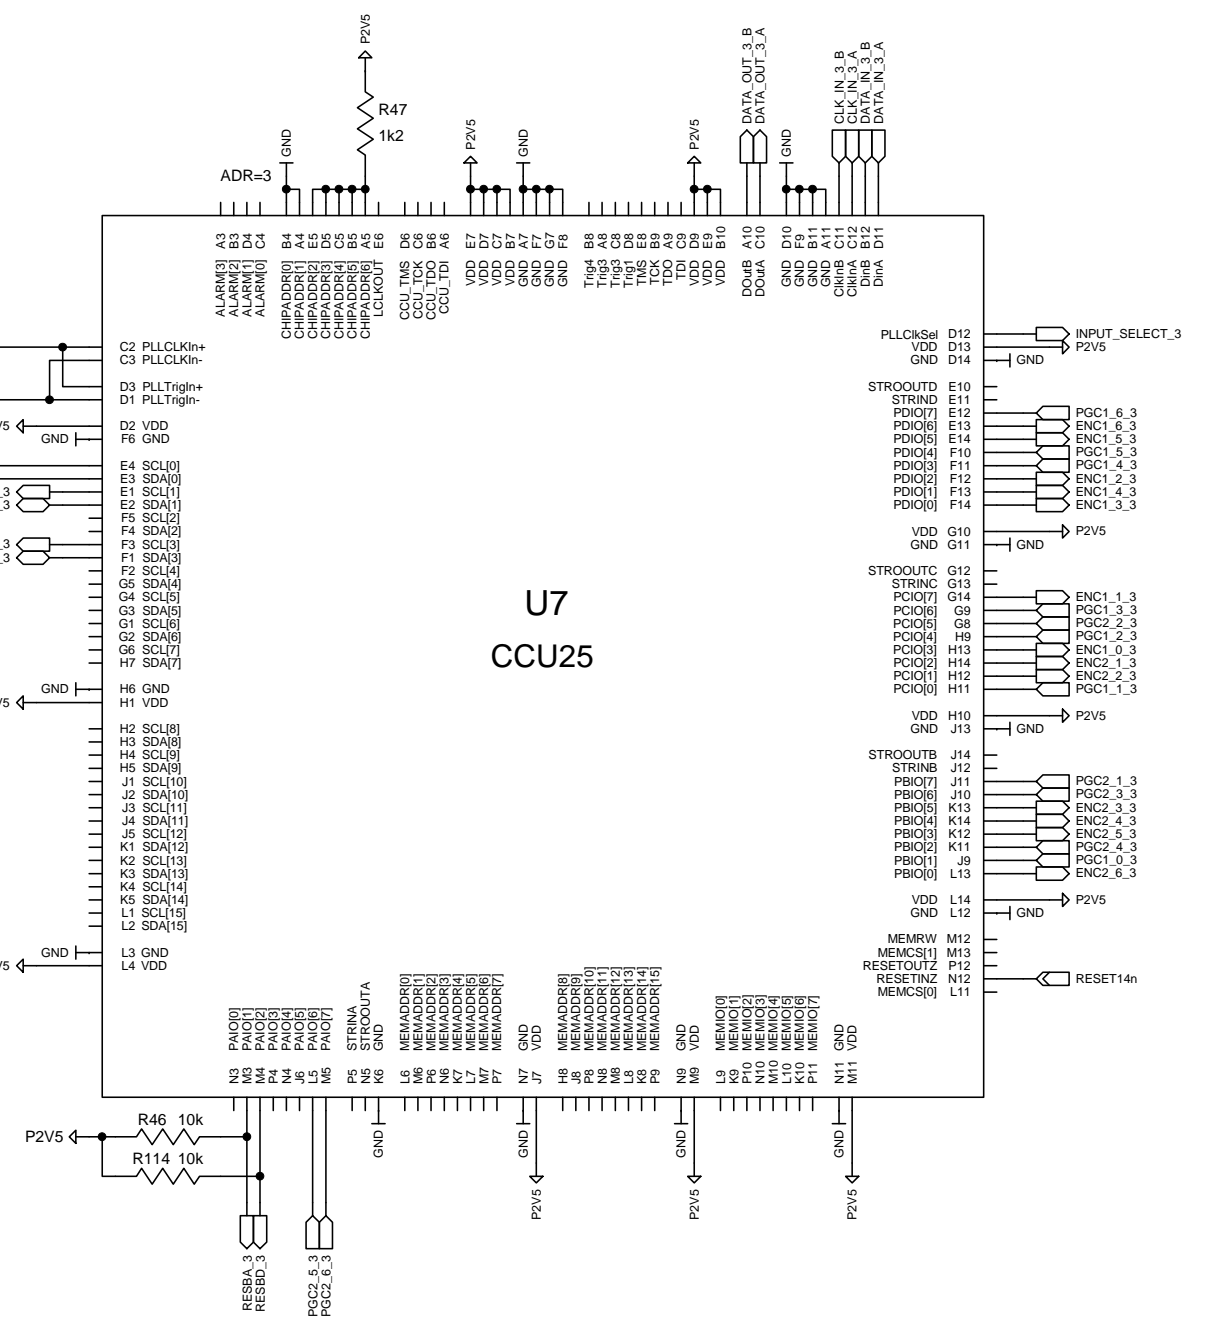 P2V5
R47
1k2
GND
ADR=3
P2V5
GND
P2V5
DATA_OUT_3_B
DATA_OUT_3_A
GND
CLK_IN_3_B
CLK_IN_3_A
DATA_IN_3_B
DATA_IN_3_A
A3 ALARM[3]
B3 ALARM[2]
D4 ALARM[1]
C4 ALARM[0]
B4 CHIPADDR[0]
A4 CHIPADDR[1]
E5 CHIPADDR[2]
D5 CHIPADDR[3]
C5 CHIPADDR[4]
B5 CHIPADDR[5]
A5 CHIPADDR[6]
E6 LCLKOUT
D6 CCU_TMS
C6 CCU_TCK
B6 CCU_TDO
A6 CCU_TDI
E7 VDD
D7 VDD
C7 VDD
B7 VDD
A7 GND
F7 GND
G7 GND
F8 GND
B8 Trig4
A8 Trig3
C8 Trig3
D8 Trig1
E8 TMS
B9 TCK
A9 TDO
C9 TDI
D9 VDD
E9 VDD
B10 VDD
A10 DOutB
C10 DOutA
D10 GND
F9 GND
B11 GND
A11 GND
C11 ClkInB
C12 ClkInA
B12 DinB
D11 DinA
C2 PLLCLKIn+
C3 PLLCLKIn-
D3 PLLTrigIn+
D1 PLLTrigIn-
V5 D2 VDD
GND F6 GND
E4 SCL[0]
E3 SDA[0]
_3 E1 SCL[1]
_3 E2 SDA[1]
F5 SCL[2]
F4 SDA[2]
_3 F3 SCL[3]
_3 F1 SDA[3]
F2 SCL[4]
G5 SDA[4]
G4 SCL[5]
G3 SDA[5]
G1 SCL[6]
G2 SDA[6]
G6 SCL[7]
H7 SDA[7]
GND H6 GND
V5 H1 VDD
H2 SCL[8]
H3 SDA[8]
H4 SCL[9]
H5 SDA[9]
J1 SCL[10]
J2 SDA[10]
J3 SCL[11]
J4 SDA[11]
J5 SCL[12]
K1 SDA[12]
K2 SCL[13]
K3 SDA[13]
K4 SCL[14]
K5 SDA[14]
L1 SCL[15]
L2 SDA[15]
GND L3 GND
V5 L4 VDD
U7
CCU25
PLLClkSel D12 INPUT_SELECT_3
VDD D13 P2V5
GND D14 GND
STROOUTD E10
STRIND E11
PDIO[7] E12 PGC1_6_3
PDIO[6] E13 ENC1_6_3
PDIO[5] E14 ENC1_5_3
PDIO[4] F10 PGC1_5_3
PDIO[3] F11 PGC1_4_3
PDIO[2] F12 ENC1_2_3
PDIO[1] F13 ENC1_4_3
PDIO[0] F14 ENC1_3_3
VDD G10 P2V5
GND G11 GND
STROOUTC G12
STRINC G13
PCIO[7] G14 ENC1_1_3
PCIO[6] G9 PGC1_3_3
PCIO[5] G8 PGC2_2_3
PCIO[4] H9 PGC1_2_3
PCIO[3] H13 ENC1_0_3
PCIO[2] H14 ENC2_1_3
PCIO[1] H12 ENC2_2_3
PCIO[0] H11 PGC1_1_3
VDD H10 P2V5
GND J13 GND
STROOUTB J14
STRINB J12
PBIO[7] J11 PGC2_1_3
PBIO[6] J10 PGC2_3_3
PBIO[5] K13 ENC2_3_3
PBIO[4] K14 ENC2_4_3
PBIO[3] K12 ENC2_5_3
PBIO[2] K11 PGC2_4_3
PBIO[1] J9 PGC1_0_3
PBIO[0] L13 ENC2_6_3
VDD L14 P2V5
GND L12 GND
MEMRW M12
MEMCS[1] M13
RESETOUTZ P12
RESETINZ N12 RESET14n
MEMCS[0] L11
N3 PAIO[0]
M3 PAIO[1]
M4 PAIO[2]
P4 PAIO[3]
N4 PAIO[4]
J6 PAIO[5]
L5 PAIO[6]
M5 PAIO[7]
P5 STRINA
N5 STROOUTA
K6 GND
L6 MEMADDR[0]
M6 MEMADDR[1]
P6 MEMADDR[2]
N6 MEMADDR[3]
K7 MEMADDR[4]
L7 MEMADDR[5]
M7 MEMADDR[6]
P7 MEMADDR[7]
N7 GND
J7 VDD
H8 MEMADDR[8]
J8 MEMADDR[9]
P8 MEMADDR[10]
N8 MEMADDR[11]
M8 MEMADDR[12]
L8 MEMADDR[13]
K8 MEMADDR[14]
P9 MEMADDR[15]
N9 GND
M9 VDD
L9 MEMIO[0]
K9 MEMIO[1]
P10 MEMIO[2]
N10 MEMIO[3]
M10 MEMIO[4]
L10 MEMIO[5]
K10 MEMIO[6]
P11 MEMIO[7]
N11 GND
M11 VDD
R46 10k
P2V5
R114 10k
GND
GND
P2V5
GND
P2V5
GND
P2V5
RESBA_3
RESBD_3
PGC2_5_3
PGC2_6_3